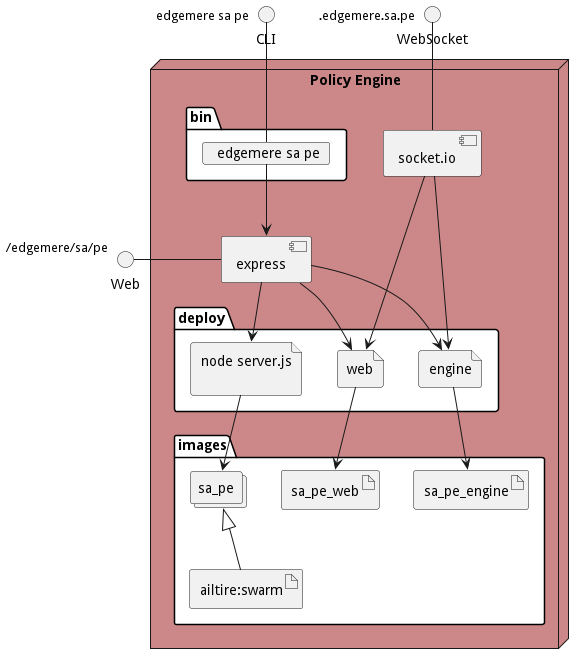 edgemere sa pe
.edgemere.sa.pe
CLI
WebSocket
Policy Engine
bin
edgemere sa pe
socket.io
/edgemere/sa/pe
Web
express
deploy
node server.js
web
engine
images
sa_pe
sa_pe_web
sa_pe_engine
ailtire:swarm